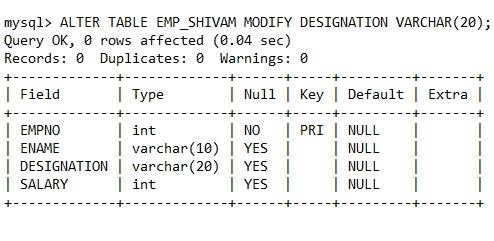 mysql> ALTER TABLE EMP_SHIVAM MODIFY DESIGNATION VARCHAR(20);
Query OK, 0 rows affected (0.04 sec)
Records: 0  Duplicates: 0  Warnings: 0
+-------------+-------------+------+-----+---------+-------+
| Field       | Type        | Null | Key | Default | Extra |
+-------------+-------------+------+-----+---------+-------+
| EMPNO       | int         | NO   | PRI | NULL    |       |
| ENAME       | varchar(10) | YES  |     | NULL    |       |
| DESIGNATION | varchar(20) | YES  |     | NULL    |       |
| SALARY      | int         | YES  |     | NULL    |       |
+-------------+-------------+------+-----+---------+-------+